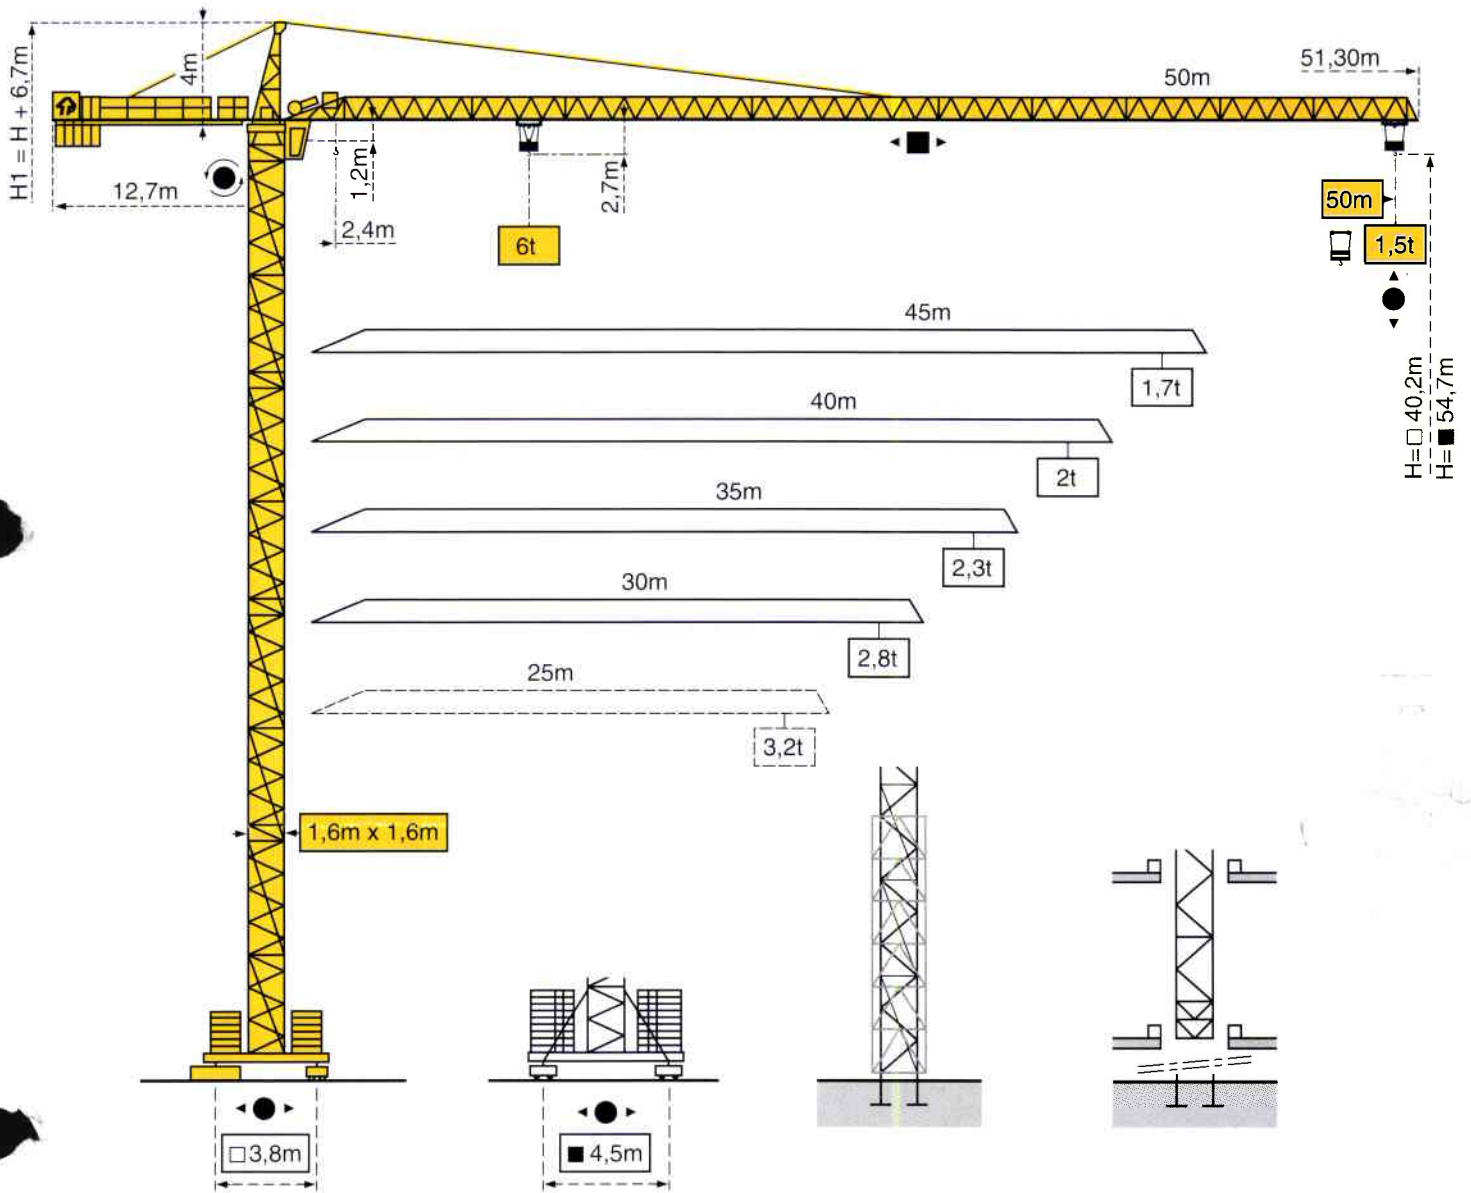 H1 = H + 6,7m
4m
50m
51,30m
12,7m
1,2m
2,4m
2,7m
6t
50m
1,5t
H=□ 40,2m
H=■ 54,7m
45m
1,7t
40m
2t
35m
2,3t
30m
2,8t
25m
3,2t
1,6m x 1,6m
□3,8m
■ 4,5m